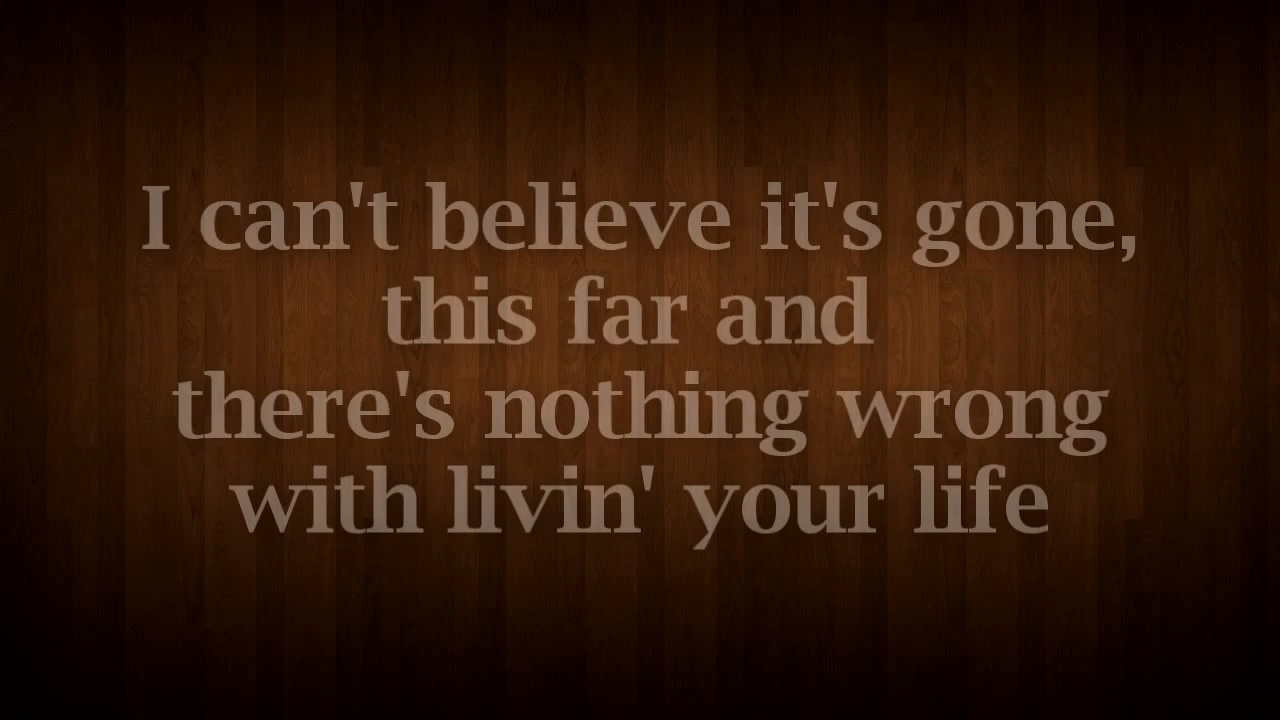 I can't believe it's gone,
this far and
there's nothing wrong
with livin' your life